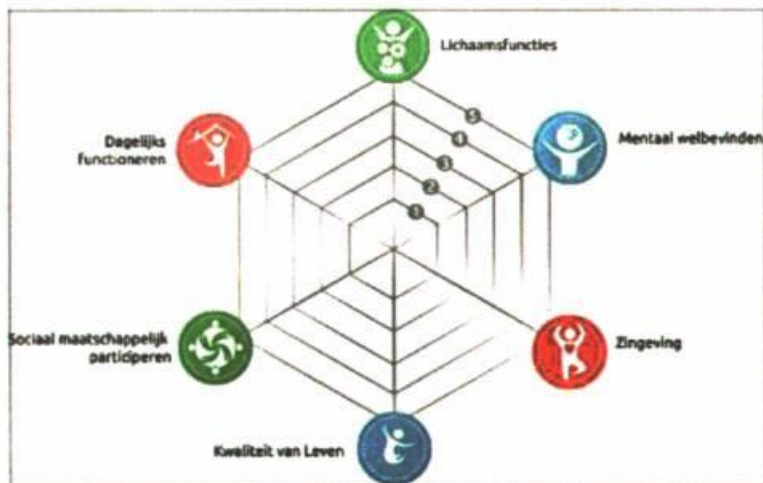 Lichaamsfuncties
Dagelijks
functioneren
Mentaal welbevinden
5
4
3
2
1
Sociaal maatschappelijk
participeren
Zingeving
Kwaliteit van Leven